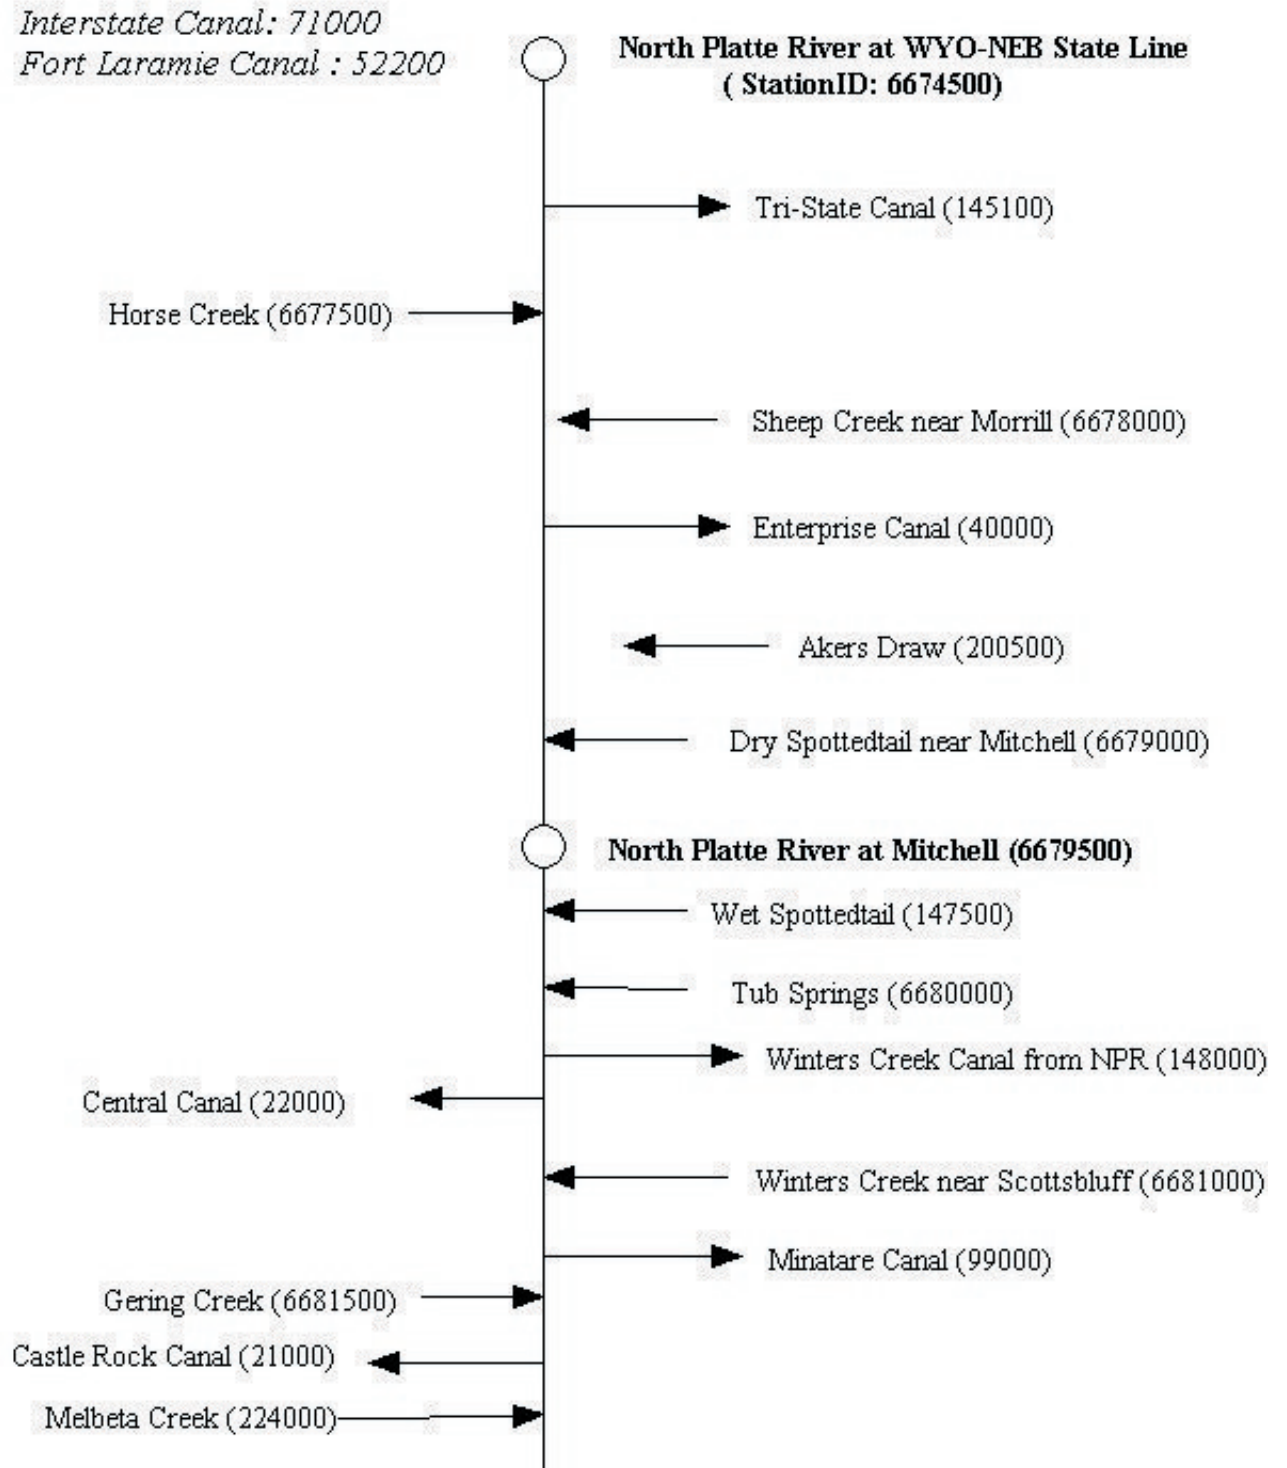 Interstate Canal: 71000
Fort Laramie Canal : 52200
North Platte River at WYO-NEB State Line
( StationID: 6674500)
Tri-State Canal (145100)
Horse Creek (6677500)
Sheep Creek near Morrill (6678000)
Enterprise Canal (40000)
Akers Draw (200500)
Dry Spottedtail near Mitchell (6679000)
North Platte River at Mitchell (6679500)
Wet Spottedtail (147500)
Tub Springs (6680000)
Winters Creek Canal from NPR (148000)
Central Canal (22000)
Winters Creek near Scottsbluff (6681000)
Minatare Canal (99000)
Gering Creek (6681500)
Castle Rock Canal (21000)
Melbeta Creek (224000)